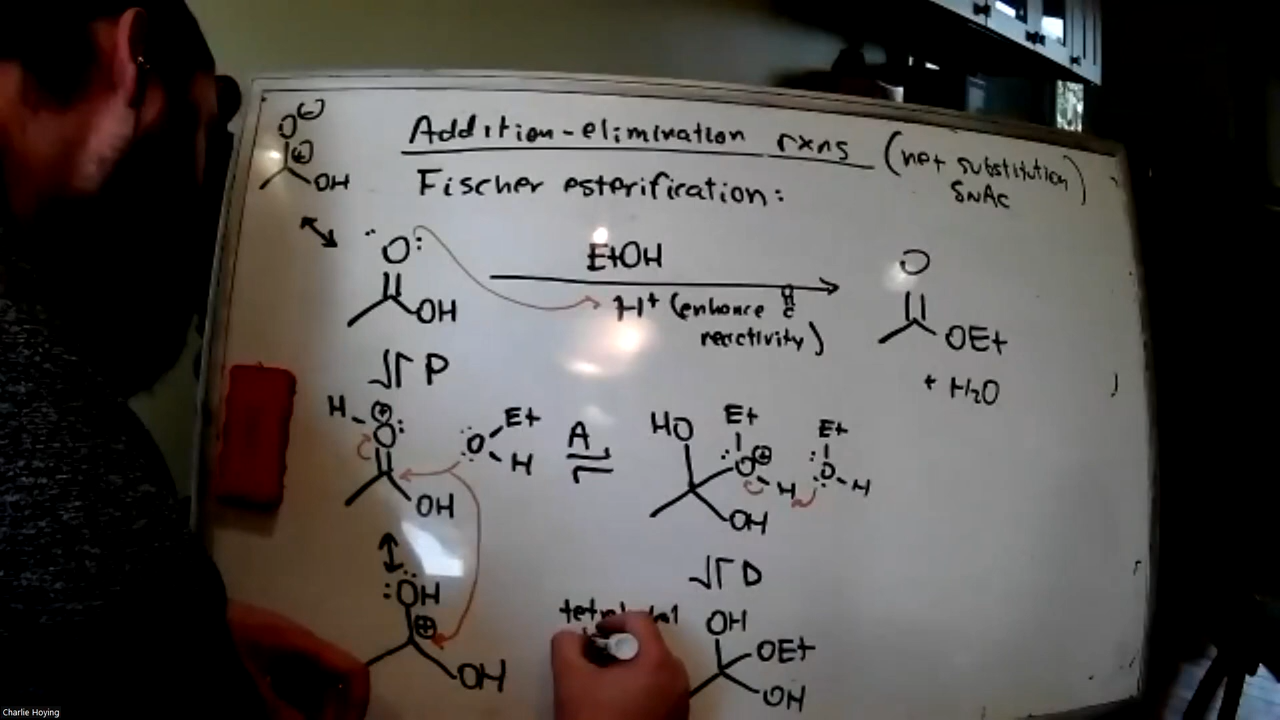 Addition-elimination rxns (net substitution)
SNAc
Fischer esterification:
O⊖
⊕
OH
O:
OH
EtOH
H+ (enhance
reactivity)
O
OEt
+ H2O
P
H
⊕
O:
OH
:O
Et
H
A
HO
Et
:O⊕
H
OH
Et
:O:
H
:OH
⊕
OH
D
OH
OEt
OH
Charlie Hoying